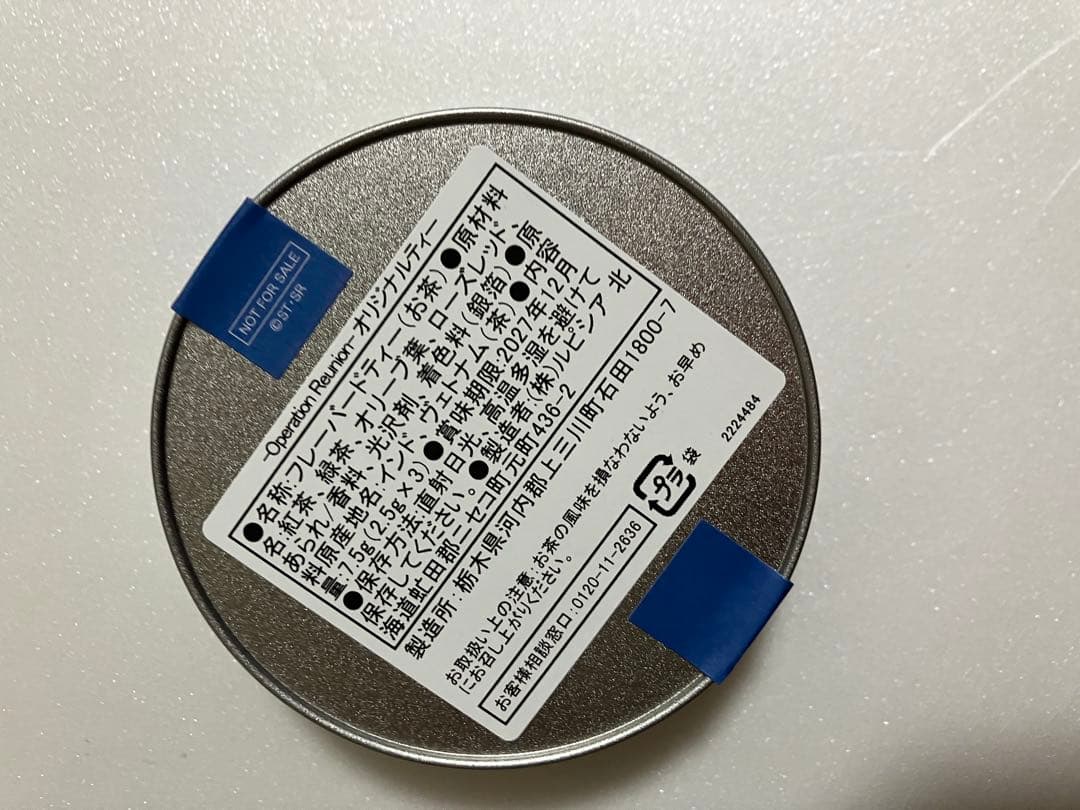 NOT FOR SALE
©ST・SR
-Operation Reunion- オリジナルティー
●名称:フレーバードティー(お茶)●原材料
名:紅茶、緑茶、オリーブ葉、ローズレッド、
あられ/香料、光沢剤、着色料(銀箔)●原
料原産地名:インド、ヴェトナム(茶)●内容
量7.5g(2.5g×3)●賞味期限:2027年12月
●保存方法:直射日光、高温多湿を避けて
保存してください。●製造者:(株)ルピシア 北
海道虻田郡ニセコ町元町436-2
製造所:栃木県河内郡上三川町石田1800-7
お取扱い上の注意:お茶の風味を損なわないよう、お早め
にお召し上がりください。
お客様相談窓口:0120-11-2636
プラ
袋
2224484